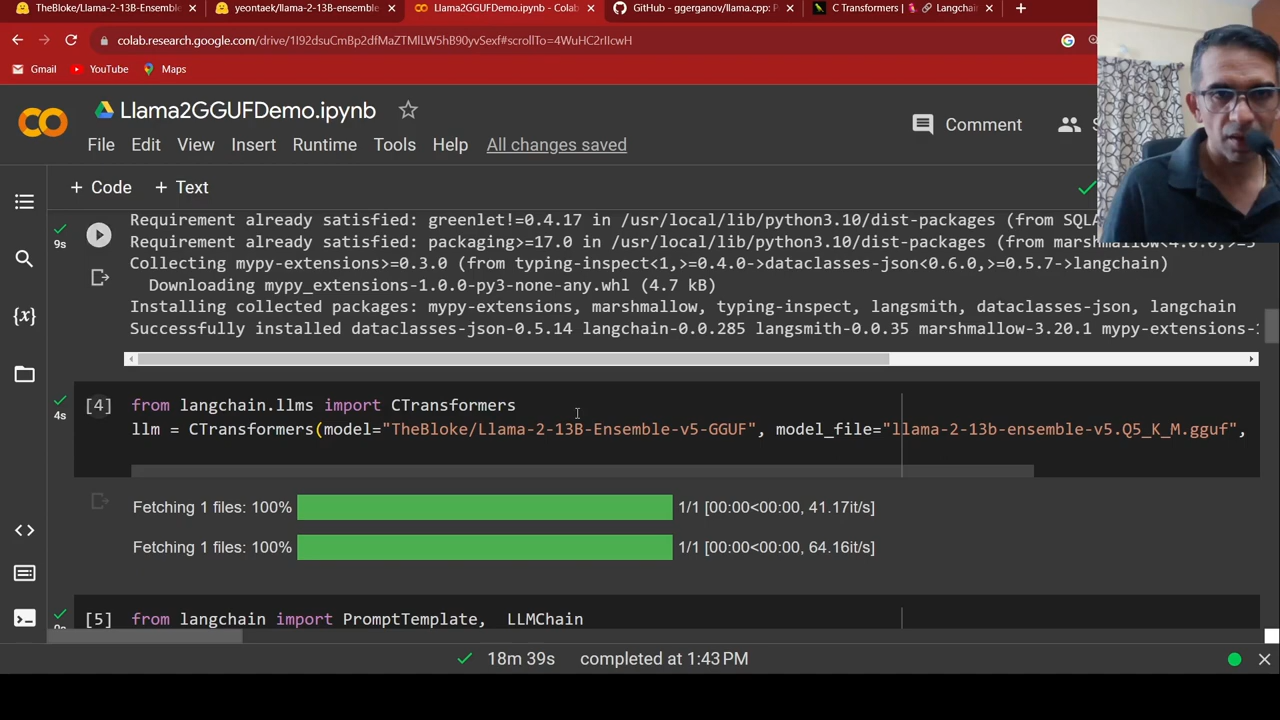 TheBloke/Llama-2-13B-Ensemble
yeontaek/llama-2-13B-ensemble
Llama2GGUFDemo.ipynb - Colab
GitHub - ggerganov/llama.cpp:
C Transformers | 🦜️🔗 Langchain
colab.research.google.com/drive/1I92dsuCmBp2dfMaZTMlLW5hB90yvSexf#scrollTo=4WuHC2rIIcwH
Gmail
YouTube
Maps
Llama2GGUFDemo.ipynb
File Edit View Insert Runtime Tools Help All changes saved
Comment
+ Code + Text
Requirement already satisfied: greenlet!=0.4.17 in /usr/local/lib/python3.10/dist-packages (from SQLA
Requirement already satisfied: packaging>=17.0 in /usr/local/lib/python3.10/dist-packages (from marshmallow<4.0.0,>=3
9s
Collecting mypy-extensions>=0.3.0 (from typing-inspect<1,>=0.4.0->dataclasses-json<0.6.0,>=0.5.7->langchain)
Downloading mypy_extensions-1.0.0-py3-none-any.whl (4.7 kB)
Installing collected packages: mypy-extensions, marshmallow, typing-inspect, langsmith, dataclasses-json, langchain
Successfully installed dataclasses-json-0.5.14 langchain-0.0.285 langsmith-0.0.35 marshmallow-3.20.1 mypy-extensions-1
[4] from langchain.llms import CTransformers
4s
llm = CTransformers(model="TheBloke/Llama-2-13B-Ensemble-v5-GGUF", model_file="llama-2-13b-ensemble-v5.Q5_K_M.gguf",
Fetching 1 files: 100% 1/1 [00:00<00:00, 41.17it/s]
Fetching 1 files: 100% 1/1 [00:00<00:00, 64.16it/s]
[5] from langchain import PromptTemplate, LLMChain
0s
18m 39s completed at 1:43 PM